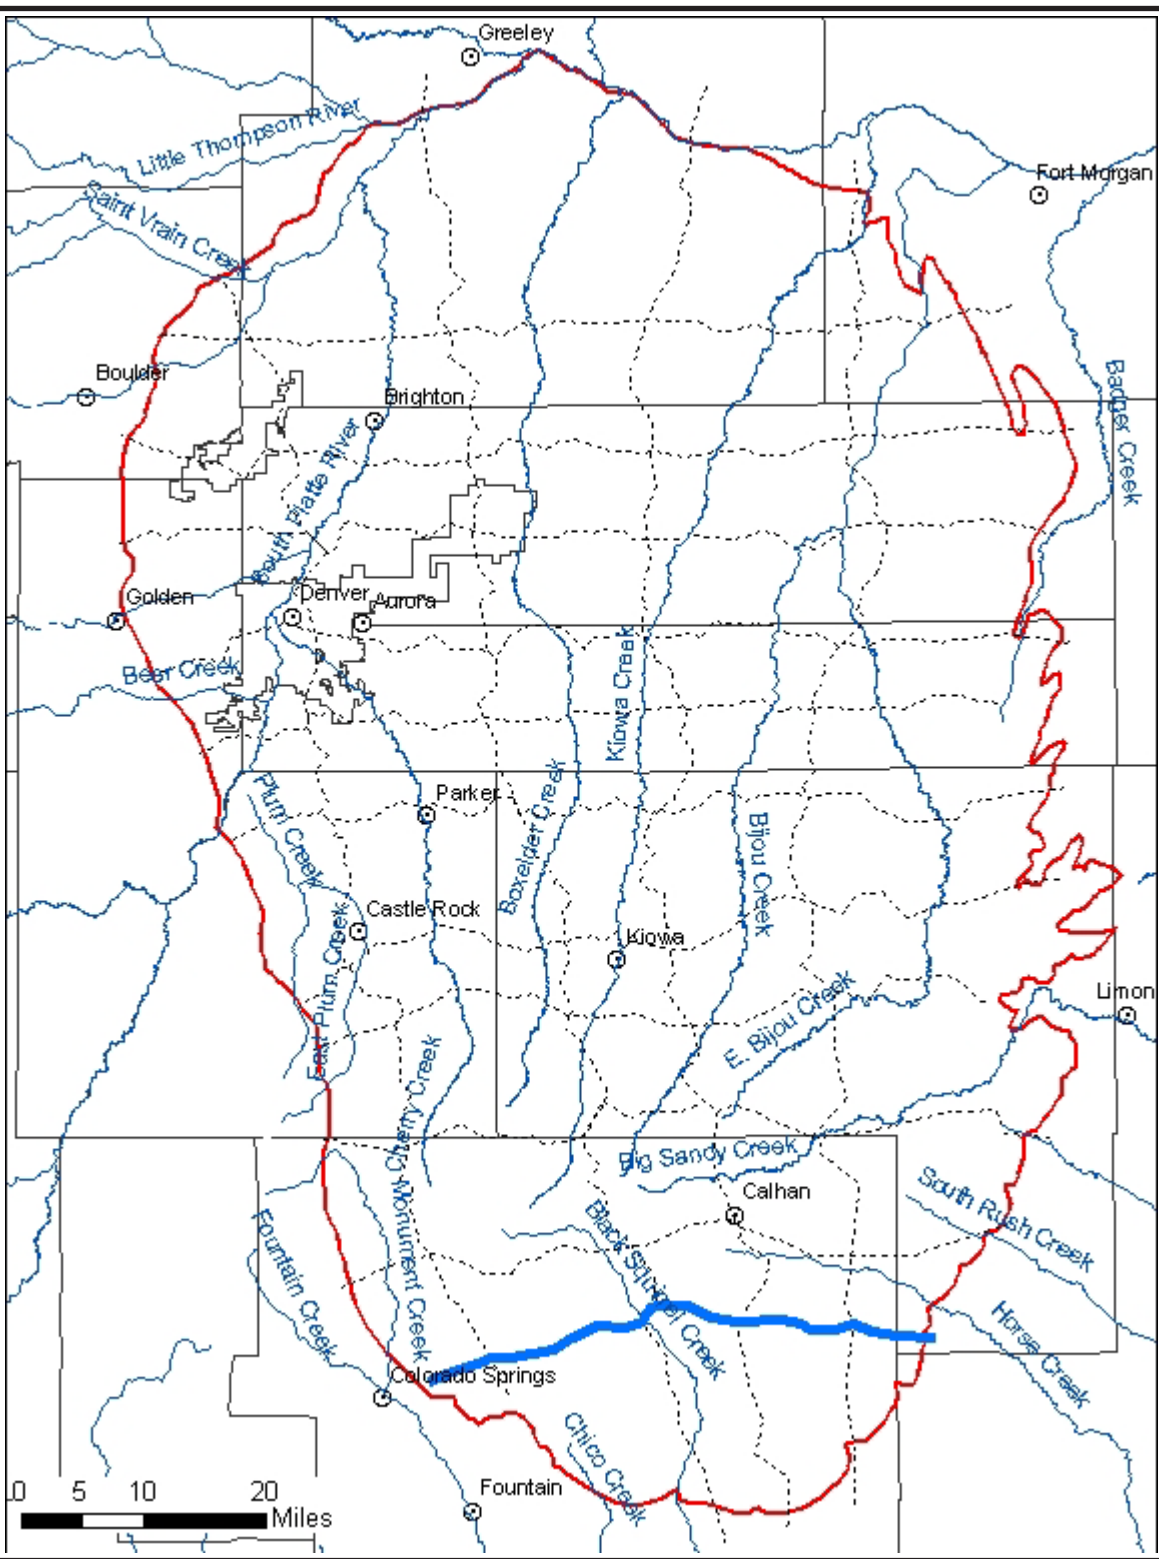 Greeley
Little Thompson River
Fort Morgan
Saint Vrain Creek
Boulder
Brighton
Badger Creek
South Platte River
Golden
Denver
Aurora
Bear Creek
Kiowa Creek
Plum Creek
Parker
Boxelder Creek
Bijou Creek
Castle Rock
East Plum Creek
Kiowa
Limon
E. Bijou Creek
Cherry Creek
Big Sandy Creek
Calhan
South Rush Creek
Black Squirrel Creek
Monument Creek
Fountain Creek
Horse Creek
Colorado Springs
Chico Creek
Fountain
0 5 10 20
Miles